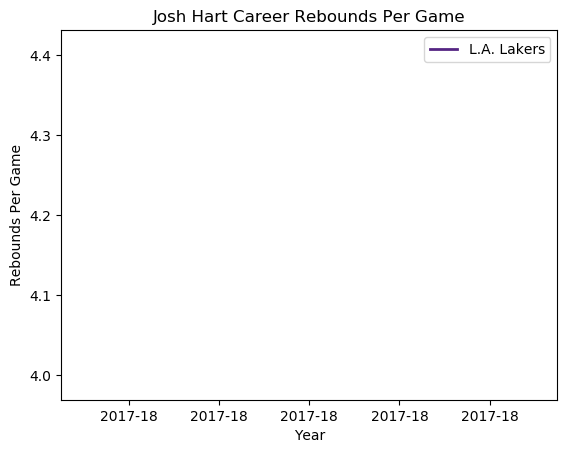 Josh Hart Career Rebounds Per Game
L.A. Lakers
4.4
4.3
4.2
4.1
4.0
Rebounds Per Game
2017-18 2017-18 2017-18 2017-18 2017-18
Year